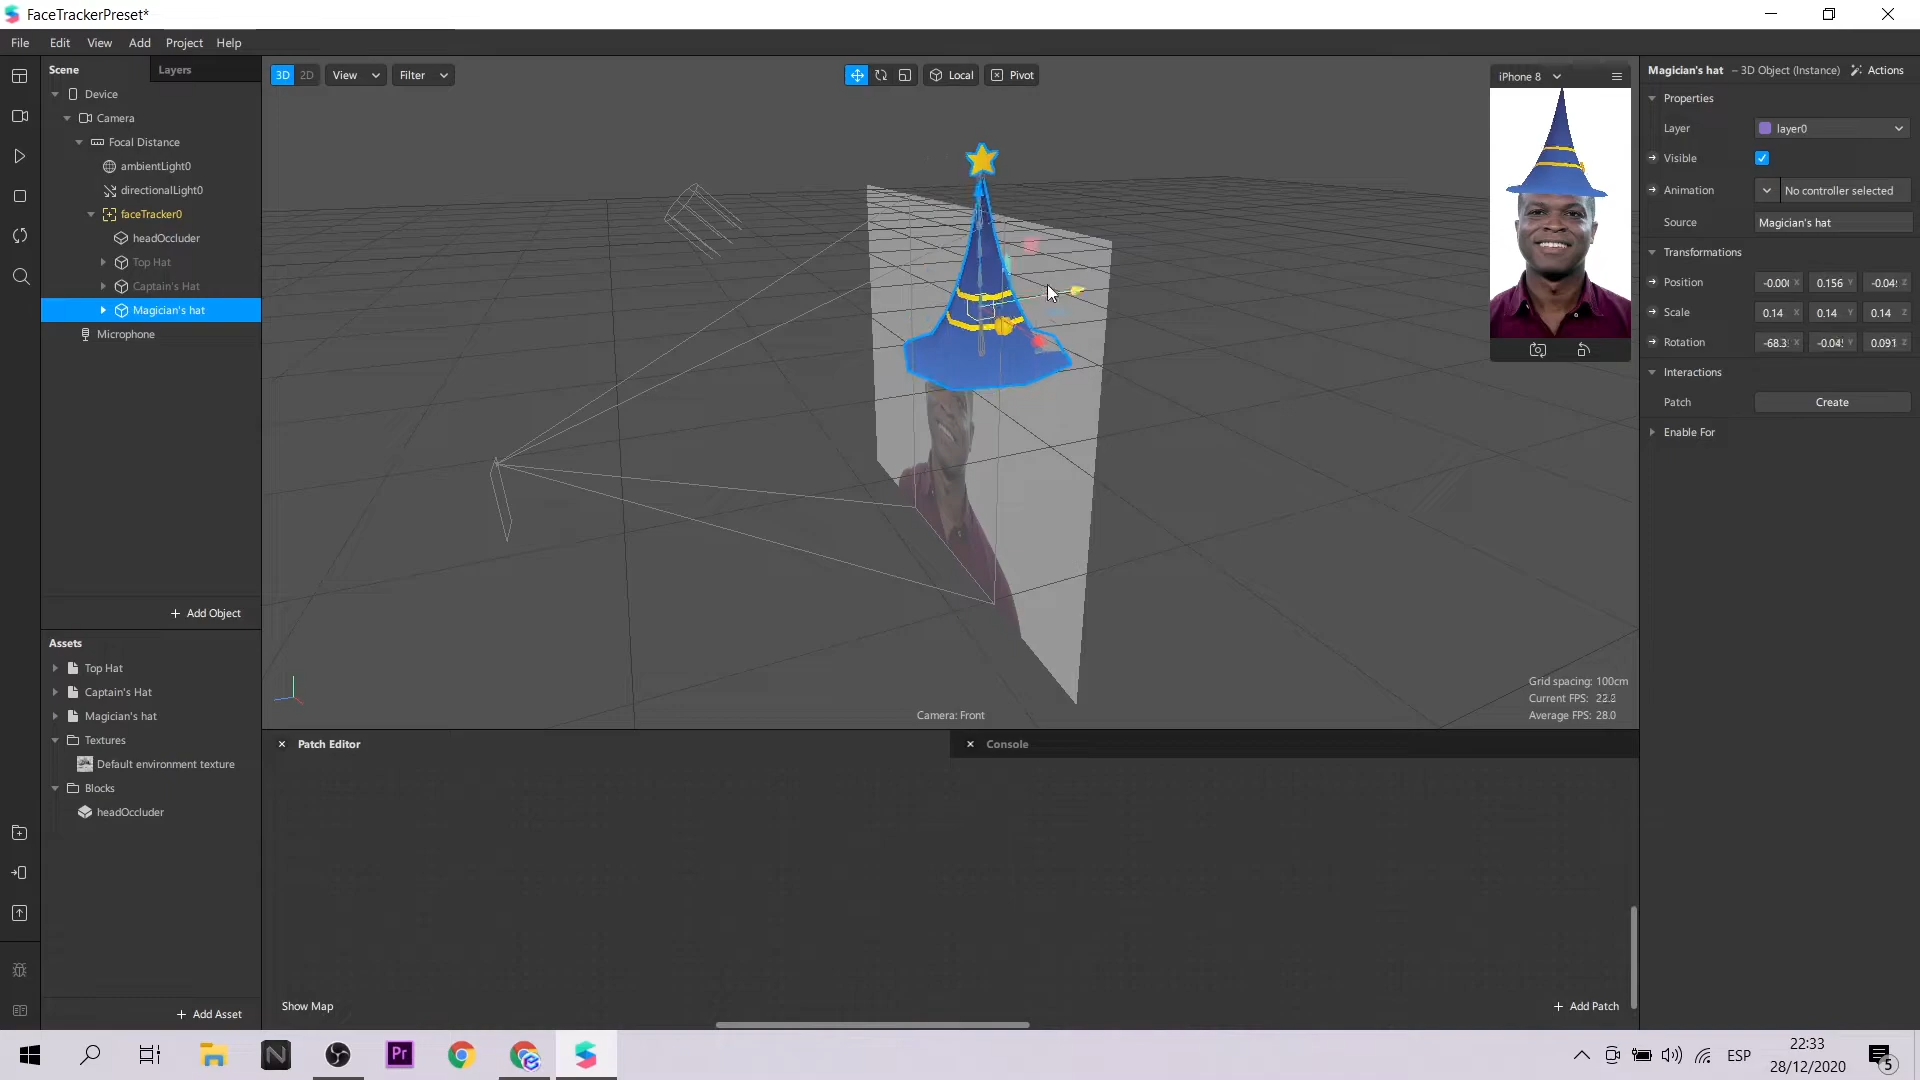 FaceTrackerPreset*
File Edit View Add Project Help
Scene Layers
Device
Camera
Focal Distance
ambientLight0
directionalLight0
faceTracker0
headOccluder
Top Hat
Captain's Hat
Magician's hat
Microphone
+ Add Object
Assets
Top Hat
Captain's Hat
Magician's hat
Textures
Default environment texture
Blocks
headOccluder
+ Add Asset
3D 2D View Filter Local Pivot
iPhone 8
Grid spacing: 100cm
Current FPS:
Average FPS: 28.0
Camera: Front
Patch Editor
Console
Show Map
+ Add Patch
Magician's hat – 3D Object (Instance) Actions
Properties
Layer layer0
Visible
Animation No controller selected
Source Magician's hat
Transformations
Position 0.156 Y
Scale 0.14 X 0.14 Y 0.14 Z
Rotation 0.091 Z
Interactions
Patch Create
Enable For
N Pr
ESP
22:33
28/12/2020
5